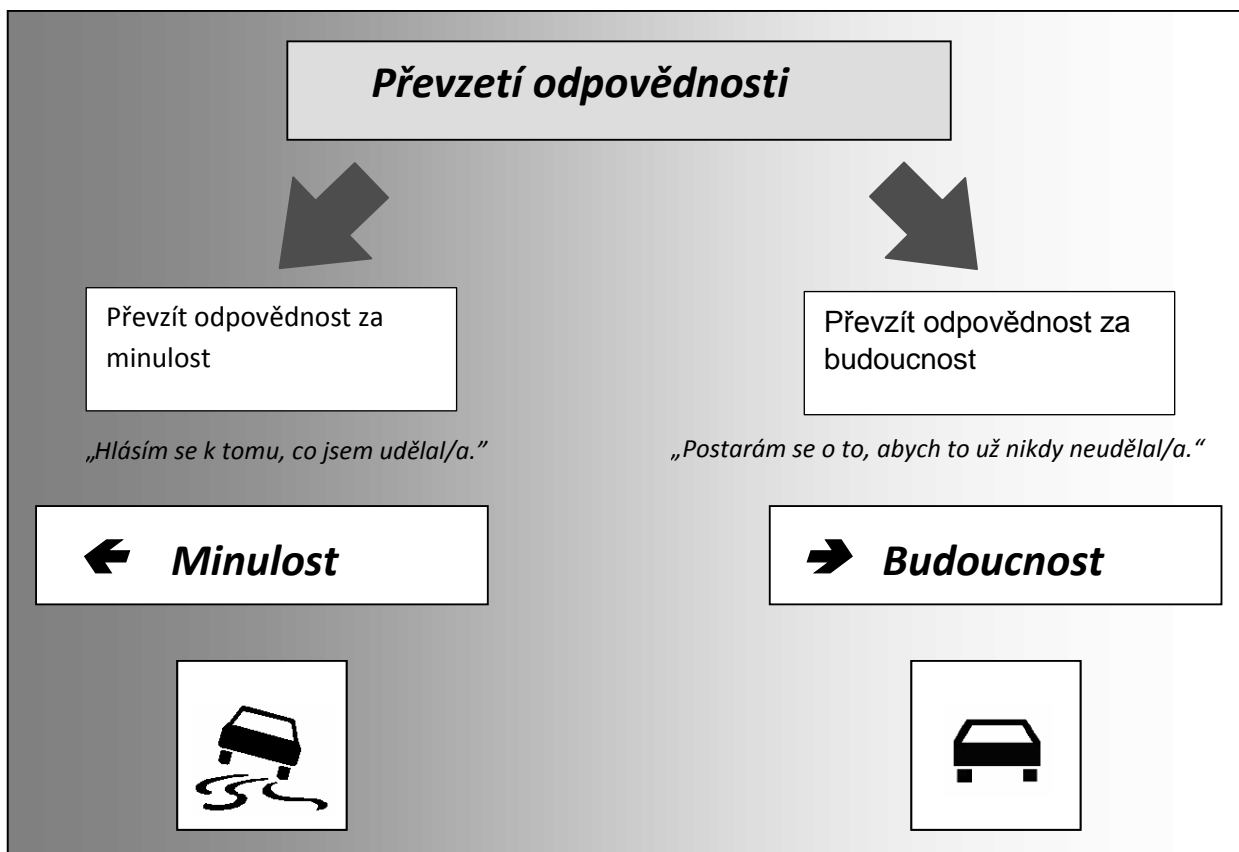 Převzetí odpovědnosti
Převzít odpovědnost za
minulost
Převzít odpovědnost za
budoucnost
„Hlásím se k tomu, co jsem udělal/a.”
„Postarám se o to, abych to už nikdy neudělal/a.“
🡸 Minulost
🡺 Budoucnost